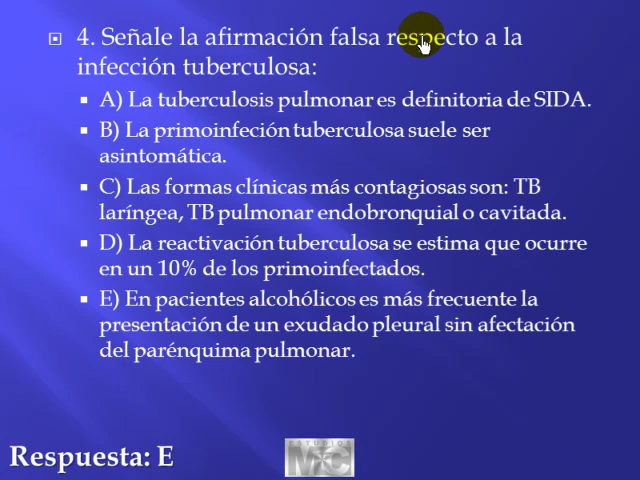 4. Señale la afirmación falsa respecto a la
infección tuberculosa:
A) La tuberculosis pulmonar es definitoria de SIDA.
B) La primoinfeción tuberculosa suele ser
asintomática.
C) Las formas clínicas más contagiosas son: TB
laríngea, TB pulmonar endobronquial o cavitada.
D) La reactivación tuberculosa se estima que ocurre
en un 10% de los primoinfectados.
E) En pacientes alcohólicos es más frecuente la
presentación de un exudado pleural sin afectación
del parénquima pulmonar.
Respuesta: E
ESTUDIOS
MC